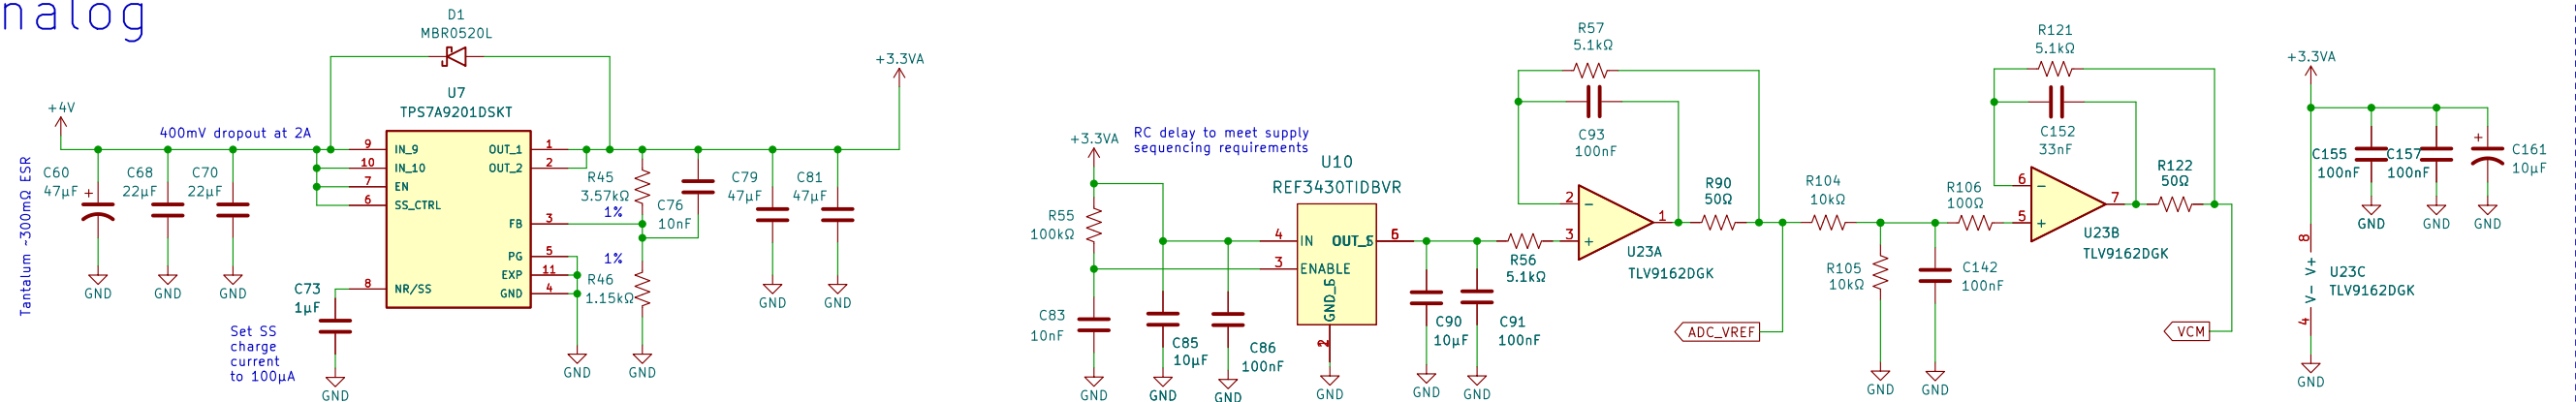 nalog
D1
MBR0520L
+3.3VA
U7
TPS7A9201DSKT
+4V
400mV dropout at 2A
Tantalum ~300mΩ ESR
C60
47µF
+
C68
22µF
C70
22µF
9
IN_9
10
IN_10
7
EN
6
SS_CTRL
8
NR/SS
OUT_1
1
OUT_2
2
FB
3
PG
5
EXP
11
GND
4
R45
3.57kΩ
1%
C76
10nF
C79
47µF
C81
47µF
1%
R46
1.15kΩ
C73
1µF
Set SS
charge
current
to 100µA
GND
GND
GND
GND
GND
GND
GND
GND
+3.3VA
RC delay to meet supply
sequencing requirements
U10
REF3430TIDBVR
R55
100kΩ
C83
10nF
C85
10µF
C86
100nF
4
IN
3
ENABLE
C90
10µF
C91
100nF
R56
5.1kΩ
GND
GND
GND
GND
GND
GND
R57
5.1kΩ
C93
100nF
2
3
−
+
1
U23A
TLV9162DGK
R90
50Ω
ADC_VREF
R104
10kΩ
R105
10kΩ
C142
100nF
R106
100Ω
GND
GND
R121
5.1kΩ
C152
33nF
6
5
−
+
7
U23B
TLV9162DGK
R122
50Ω
VCM
+3.3VA
C155
100nF
C157
100nF
+
C161
10µF
GND
GND
GND
8
V+
V−
4
U23C
TLV9162DGK
GND